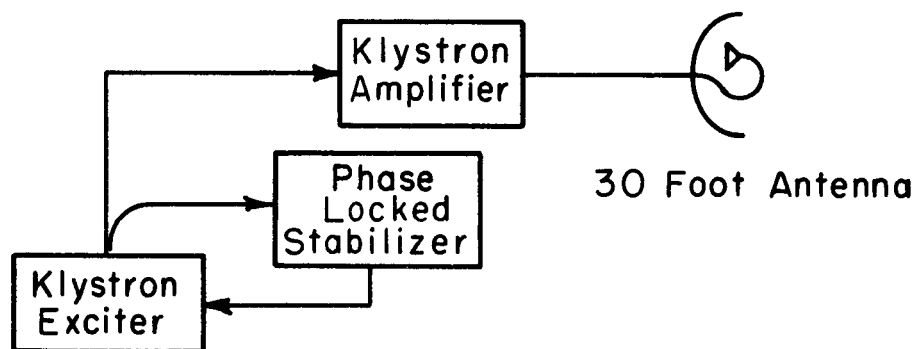 Klystron
Amplifier
30 Foot Antenna
Phase
Locked
Stabilizer
Klystron
Exciter